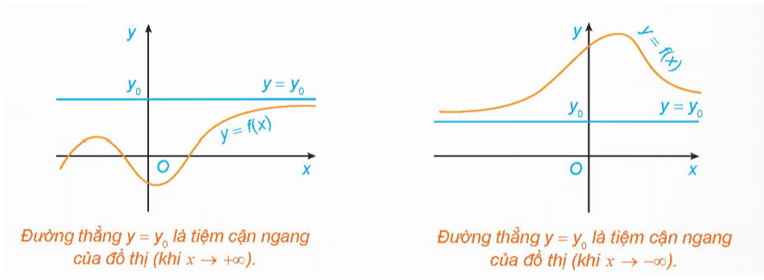 y
y₀
y = y₀
y = f(x)
O
x
Đường thẳng y = y₀ là tiệm cận ngang
của đồ thị (khi x → +∞).
y
y = f(x)
y₀
y = y₀
O
x
Đường thẳng y = y₀ là tiệm cận ngang
của đồ thị (khi x → −∞).